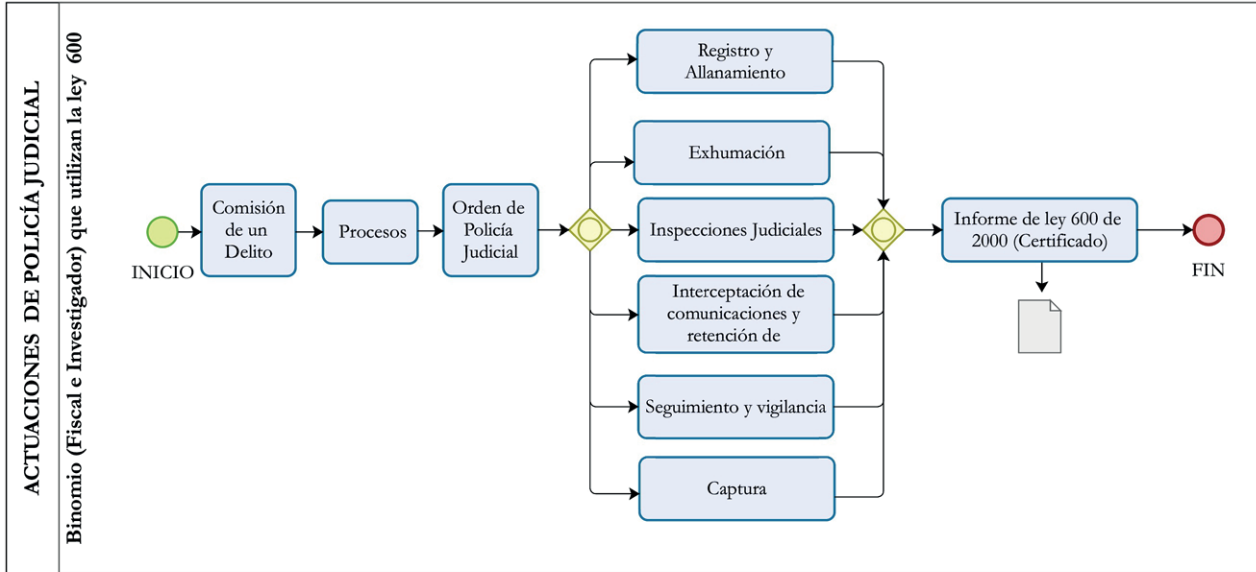 ACTUACIONES DE POLICÍA JUDICIAL
Binomio (Fiscal e Investigador) que utilizan la ley 600
INICIO
Comisión
de un
Delito
Procesos
Orden de
Policía
Judicial
Registro y
Allanamiento
Exhumación
Inspecciones Judiciales
Interceptación de
comunicaciones y
retención de
Seguimiento y vigilancia
Captura
Informe de ley 600 de
2000 (Certificado)
FIN